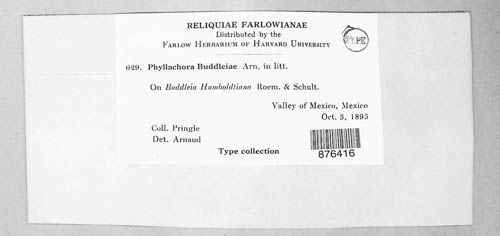 RELIQUIAE FARLOWIANAE
Distributed by the
FARLOW HERBARIUM OF HARVARD UNIVERSITY
TYPE
629. Phyllachora Buddleiae Arn. in litt.
On Buddleia Humboldtiana Roem. & Schult.
Valley of Mexico, Mexico
Oct. 3, 1895
Coll. Pringle
Det. Arnaud
Type collection
876416